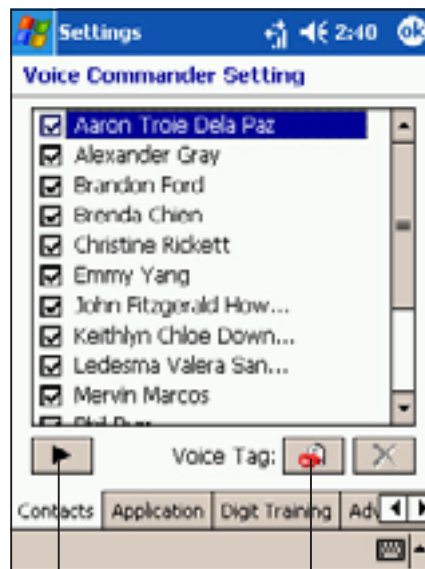 Settings 2:40 ok
Voice Commander Setting
Aaron Troie Dela Paz
Alexander Gray
Brandon Ford
Brenda Chien
Christine Rickett
Emmy Yang
John Fitzgerald How...
Keithlyn Chloe Down...
Ledesma Valera San...
Mervin Marcos
Voice Tag:
Contacts Application Digit Training Adv